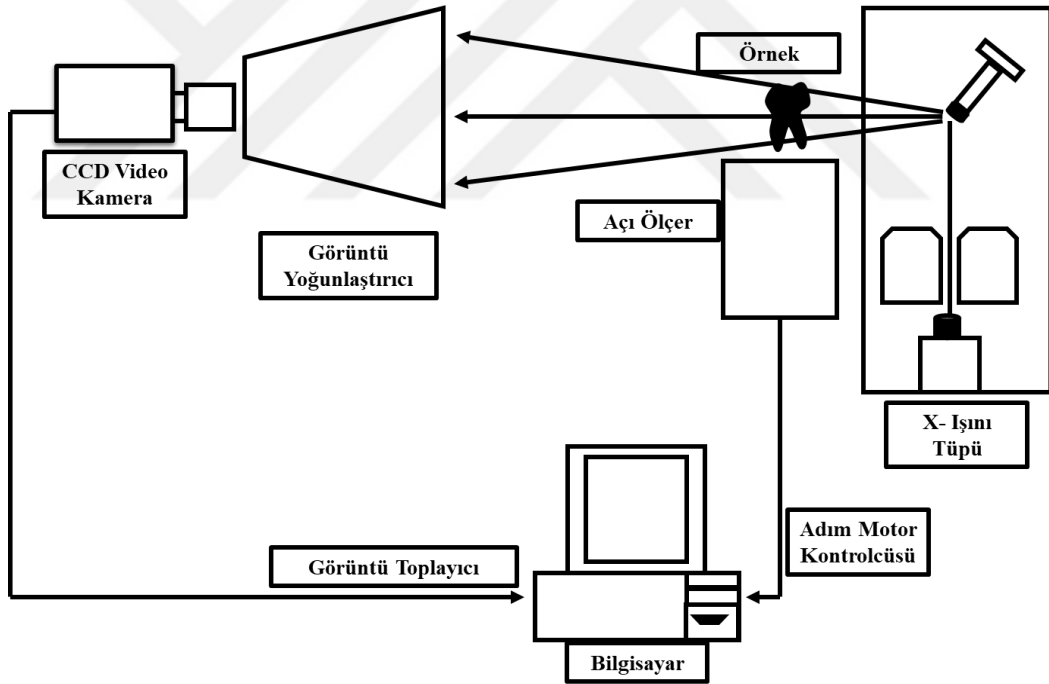 Örnek
CCD Video
Kamera
Açı Ölçer
Görüntü
Yoğunlaştırıcı
X- Işını
Tüpü
Adım Motor
Kontrolcüsü
Görüntü Toplayıcı
Bilgisayar